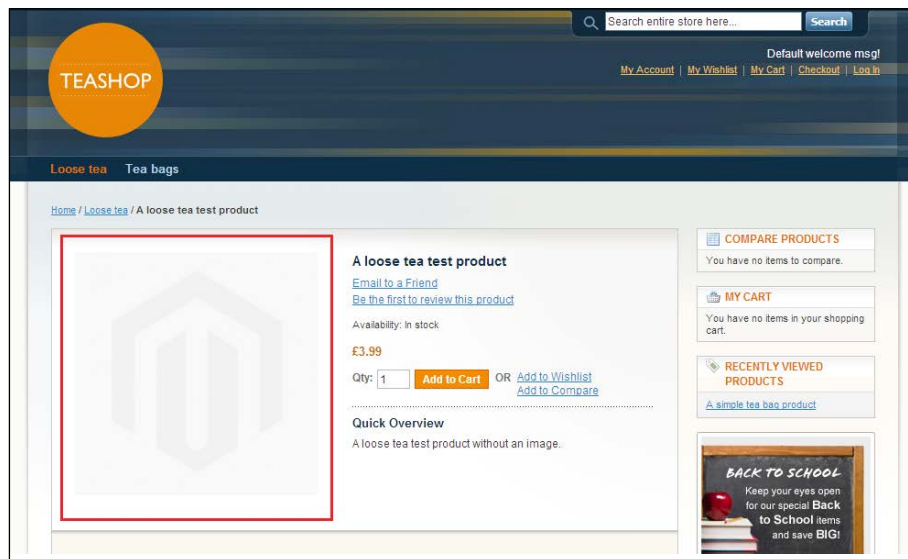 Search entire store here...
Search
TEASHOP
Default welcome msg!
My Account | My Wishlist | My Cart | Checkout | Log In
Loose tea Tea bags
Home / Loose tea / A loose tea test product
A loose tea test product
Email to a Friend
Be the first to review this product
Availability: In stock
£3.99
Qty: 1 Add to Cart OR Add to Wishlist
Add to Compare
Quick Overview
A loose tea test product without an image.
COMPARE PRODUCTS
You have no items to compare.
MY CART
You have no items in your shopping
cart.
RECENTLY VIEWED
PRODUCTS
A simple tea bag product
BACK TO SCHOOL
Keep your eyes open
for our special Back
to School items
and save BIG!